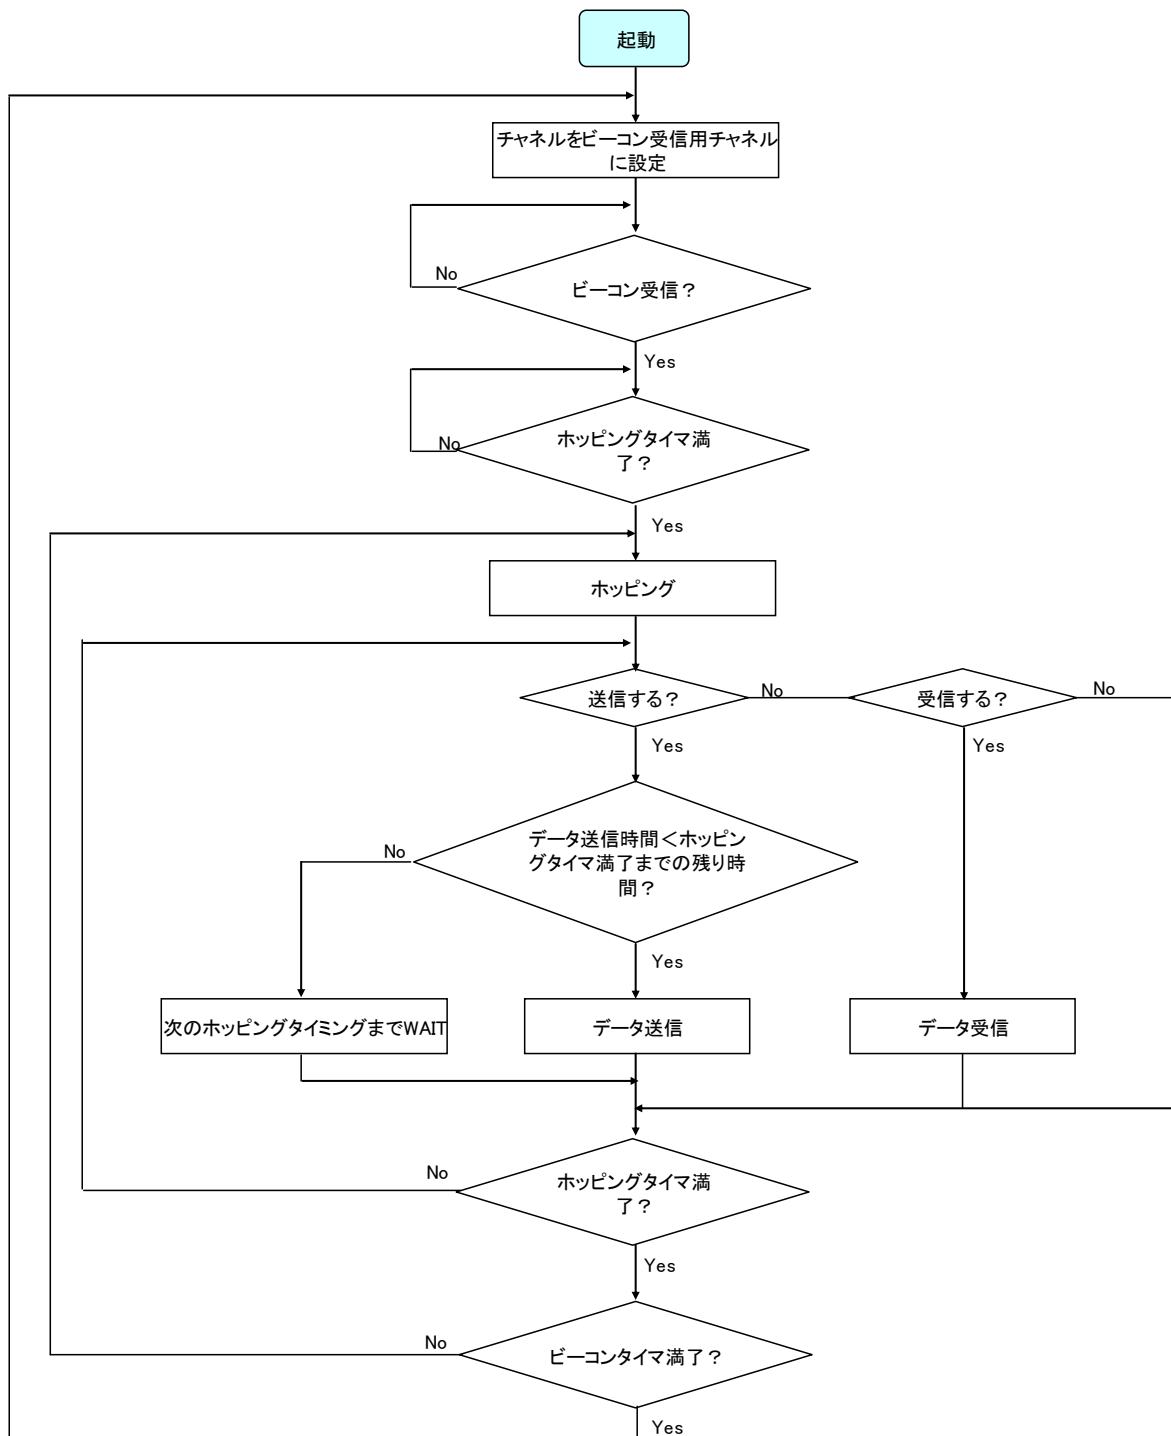 起動
チャネルをビーコン受信用チャネル
に設定
No
ビーコン受信？
Yes
No
ホッピングタイマ満
了？
Yes
ホッピング
送信する？
No
受信する？
No
Yes
Yes
No
データ送信時間＜ホッピン
グタイマ満了までの残り時
間？
Yes
次のホッピングタイミングまでWAIT
データ送信
データ受信
No
ホッピングタイマ満
了？
Yes
No
ビーコンタイマ満了？
Yes